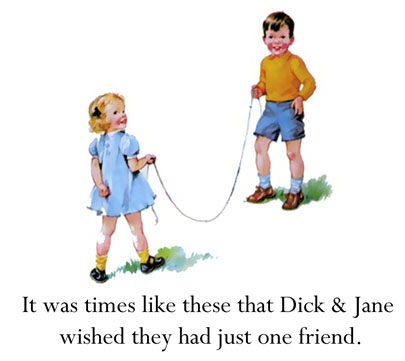 It was times like these that Dick & Jane
wished they had just one friend.